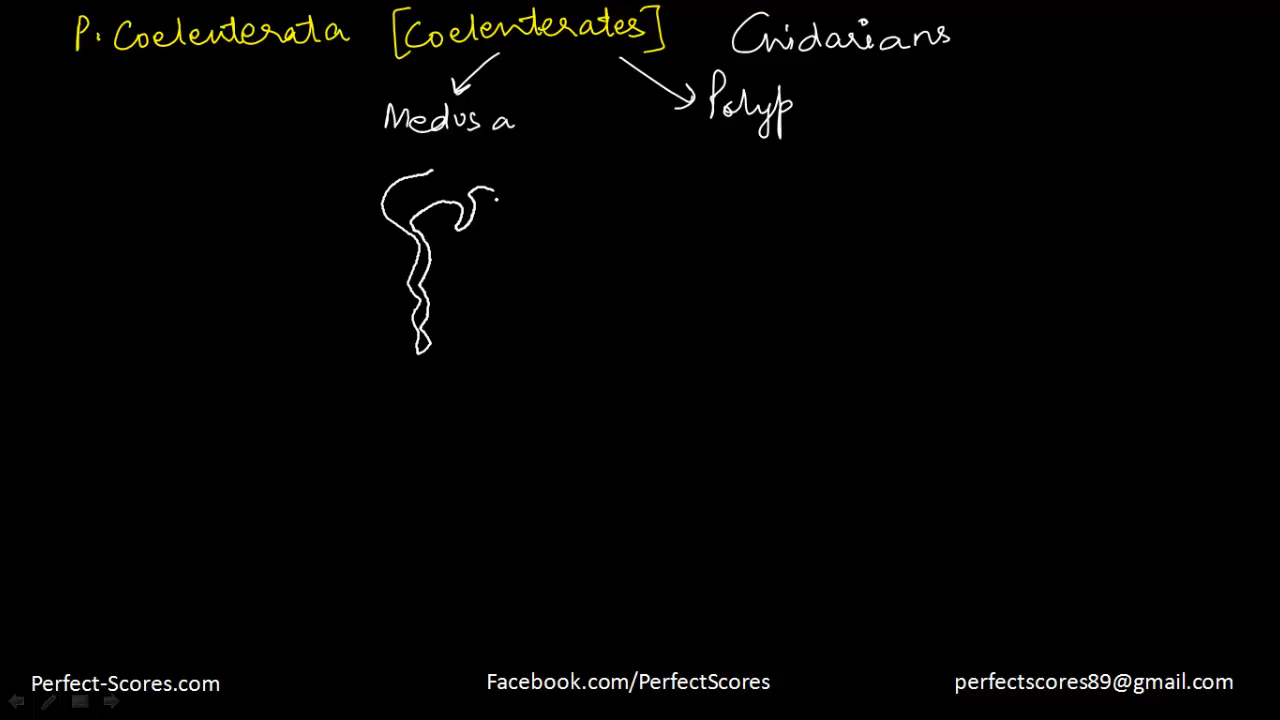 P. Coelenterata [Coelenterates] Cnidarians
Medusa Polyp
Perfect-Scores.com Facebook.com/PerfectScores perfectscores89@gmail.com